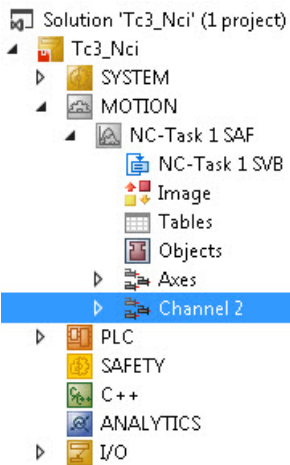 Solution 'Tc3_Nci' (1 project)
Tc3_Nci
SYSTEM
MOTION
NC-Task 1 SAF
NC-Task 1 SVB
Image
Tables
Objects
Axes
Channel 2
PLC
SAFETY
C++
ANALYTICS
I/O